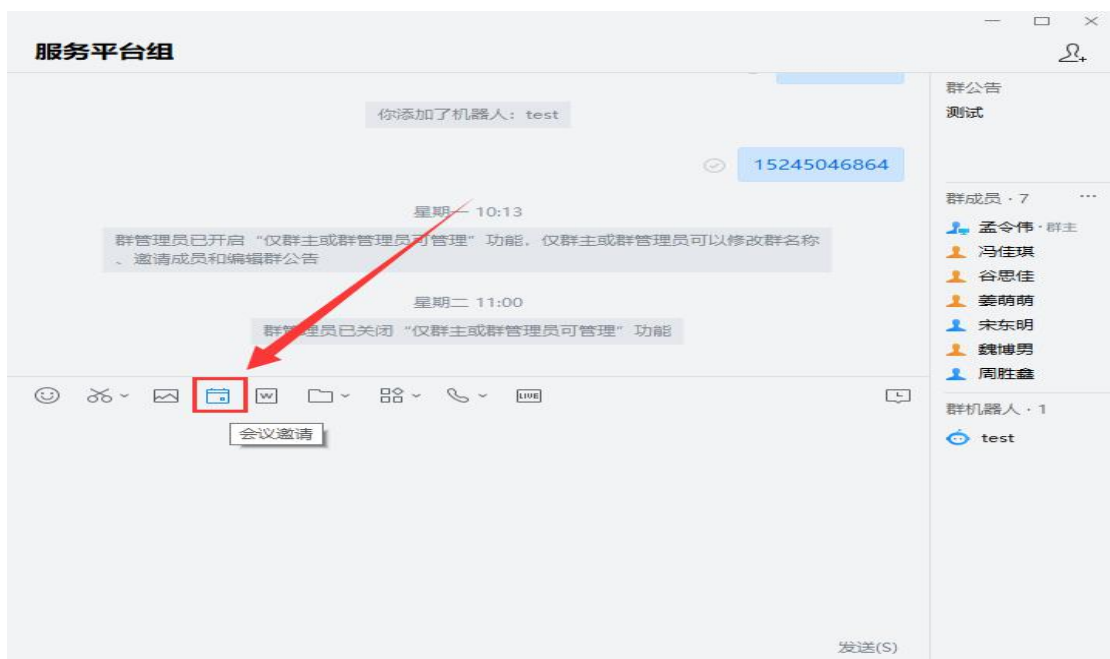 服务平台组
你添加了机器人：test
15245046864
星期一 10:13
群管理员已开启“仅群主或群管理员可管理”功能，仅群主或群管理员可以修改群名称
、邀请成员和编辑群公告
星期二 11:00
群管理员已关闭“仅群主或群管理员可管理”功能
W
LIVE
会议邀请
发送(S)
群公告
测试
群成员 · 7
孟令伟 · 群主
冯佳琪
谷思佳
姜萌萌
宋东明
魏博男
周胜鑫
群机器人 · 1
test